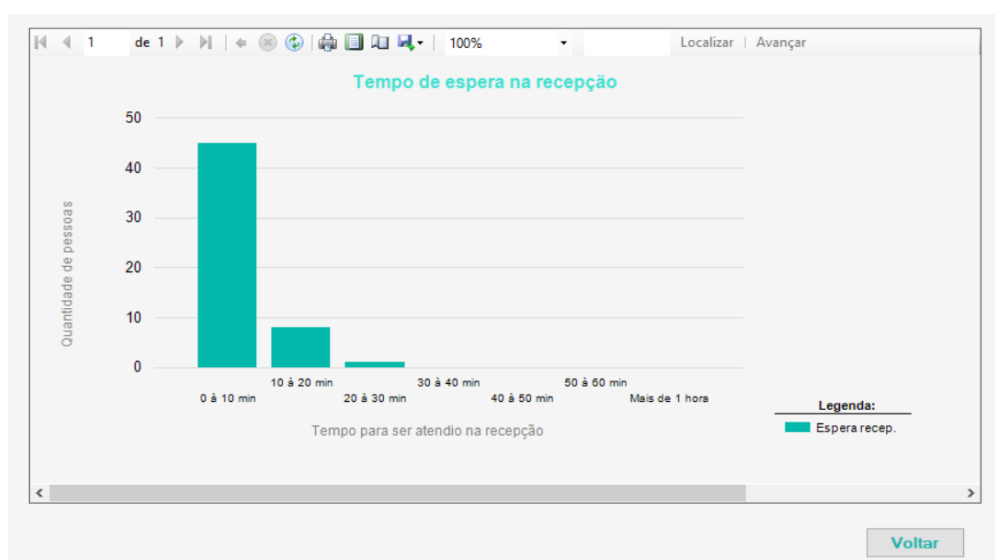 1 de 1 100% Localizar | Avançar
Tempo de espera na recepção
50
40
30
20
10
0
Quantidade de pessoas
10 à 20 min 30 à 40 min 50 à 60 min
0 à 10 min 20 à 30 min 40 à 50 min Mais de 1 hora
Tempo para ser atendio na recepção
Legenda:
Espera recep.
Voltar